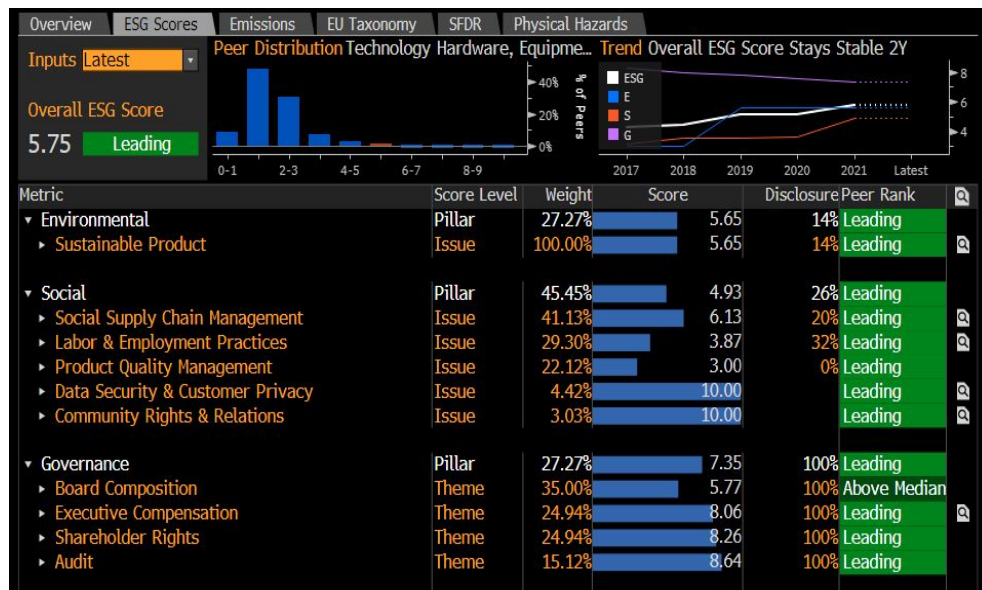 Overview ESG Scores Emissions EU Taxonomy SFDR Physical Hazards
Inputs Latest
Overall ESG Score
5.75 Leading
Peer Distribution Technology Hardware, Equipme...
40%
20%
0%
% of Peers
0-1 2-3 4-5 6-7 8-9
Trend Overall ESG Score Stays Stable 2Y
ESG
E
S
G
8
6
4
2017 2018 2019 2020 2021 Latest
Metric Score Level Weight Score Disclosure Peer Rank
Environmental Pillar 27.27% 5.65 14% Leading
Sustainable Product Issue 100.00% 5.65 14% Leading
Social Pillar 45.45% 4.93 26% Leading
Social Supply Chain Management Issue 41.13% 6.13 20% Leading
Labor & Employment Practices Issue 29.30% 3.87 32% Leading
Product Quality Management Issue 22.12% 3.00 0% Leading
Data Security & Customer Privacy Issue 4.42% 10.00 Leading
Community Rights & Relations Issue 3.03% 10.00 Leading
Governance Pillar 27.27% 7.35 100% Leading
Board Composition Theme 35.00% 5.77 100% Above Median
Executive Compensation Theme 24.94% 8.06 100% Leading
Shareholder Rights Theme 24.94% 8.26 100% Leading
Audit Theme 15.12% 8.64 100% Leading